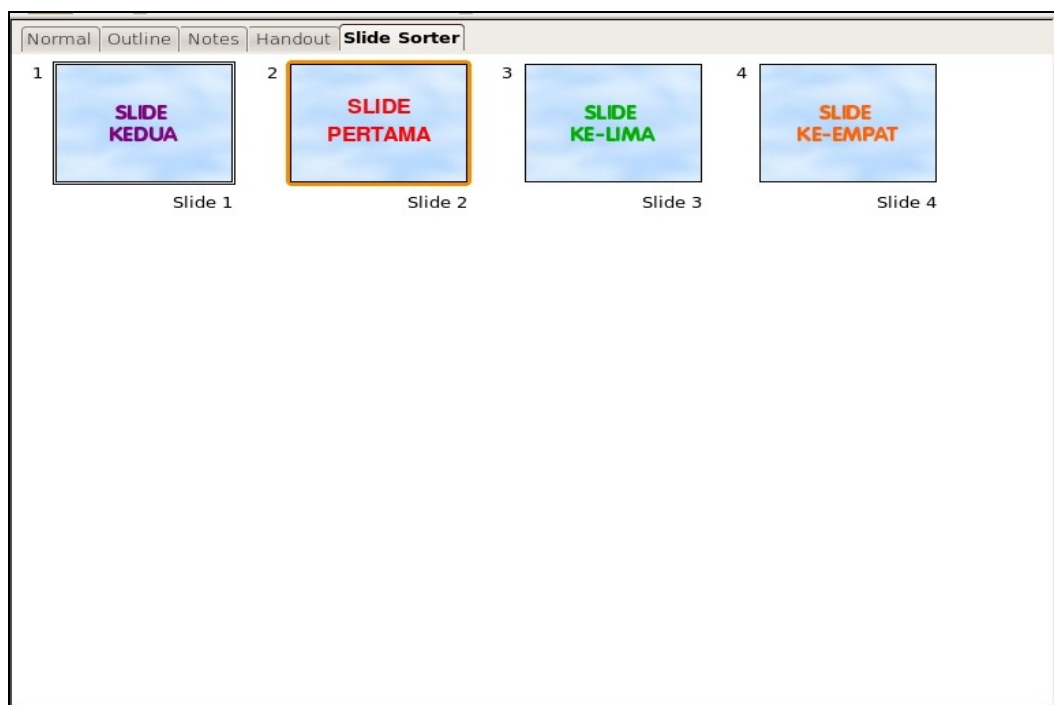 Normal Outline Notes Handout Slide Sorter
1 2 3 4
SLIDE
KEDUA
SLIDE
PERTAMA
SLIDE
KE-LIMA
SLIDE
KE-EMPAT
Slide 1 Slide 2 Slide 3 Slide 4